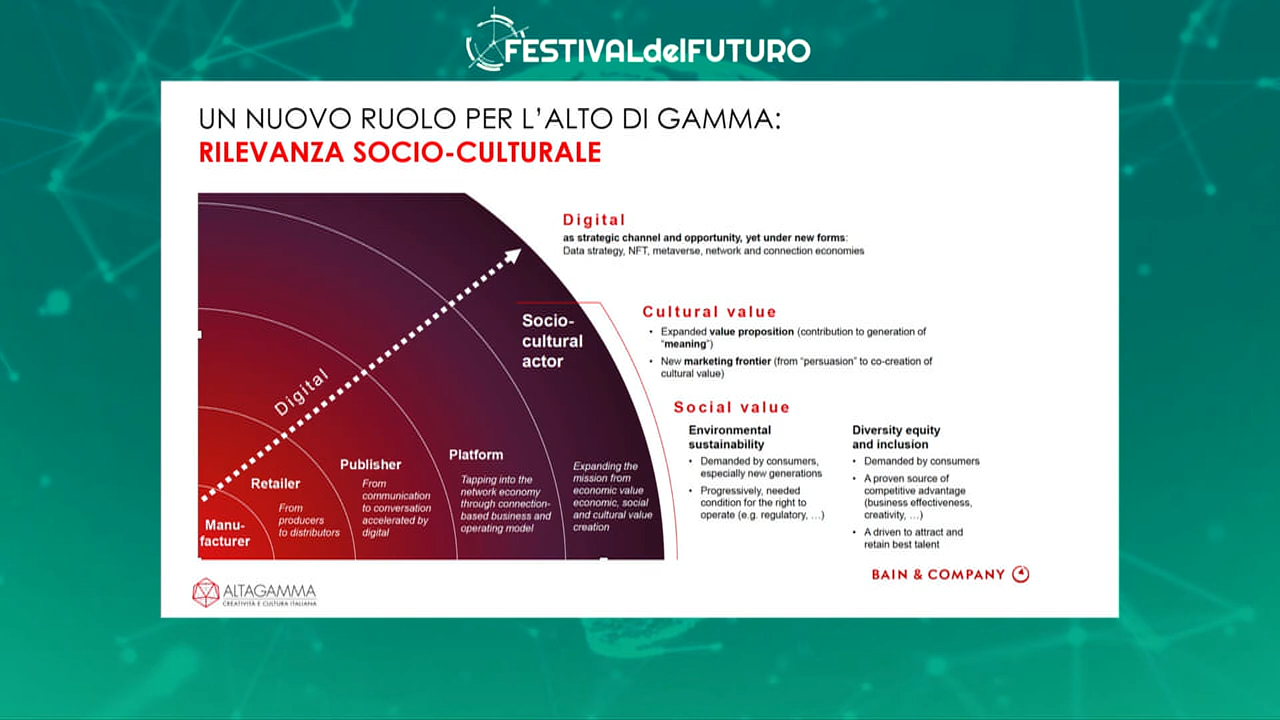 FESTIVALdelFUTURO
UN NUOVO RUOLO PER L'ALTO DI GAMMA:
RILEVANZA SOCIO-CULTURALE
Digital
as strategic channel and opportunity, yet under new forms:
Data strategy, NFT, metaverse, network and connection economies
Cultural value
• Expanded value proposition (contribution to generation of
"meaning")
• New marketing frontier (from "persuasion" to co-creation of
cultural value)
Social value
Environmental
sustainability
• Demanded by consumers,
especially new generations
• Progressively, needed
condition for the right to
operate (e.g. regulatory, ...)
Diversity equity
and inclusion
• Demanded by consumers
• A proven source of
competitive advantage
(business effectiveness,
creativity, ...)
• A driven to attract and
retain best talent
Digital
Manu-
facturer
Retailer
From
producers
to distributors
Publisher
From
communication
to conversation
accelerated by
digital
Platform
Tapping into the
network economy
through connection-
based business and
operating model
Socio-
cultural
actor
Expanding the
mission from
economic value
economic, social
and cultural value
creation
ALTAGAMMA
CREATIVITÀ E CULTURA ITALIANA
BAIN & COMPANY